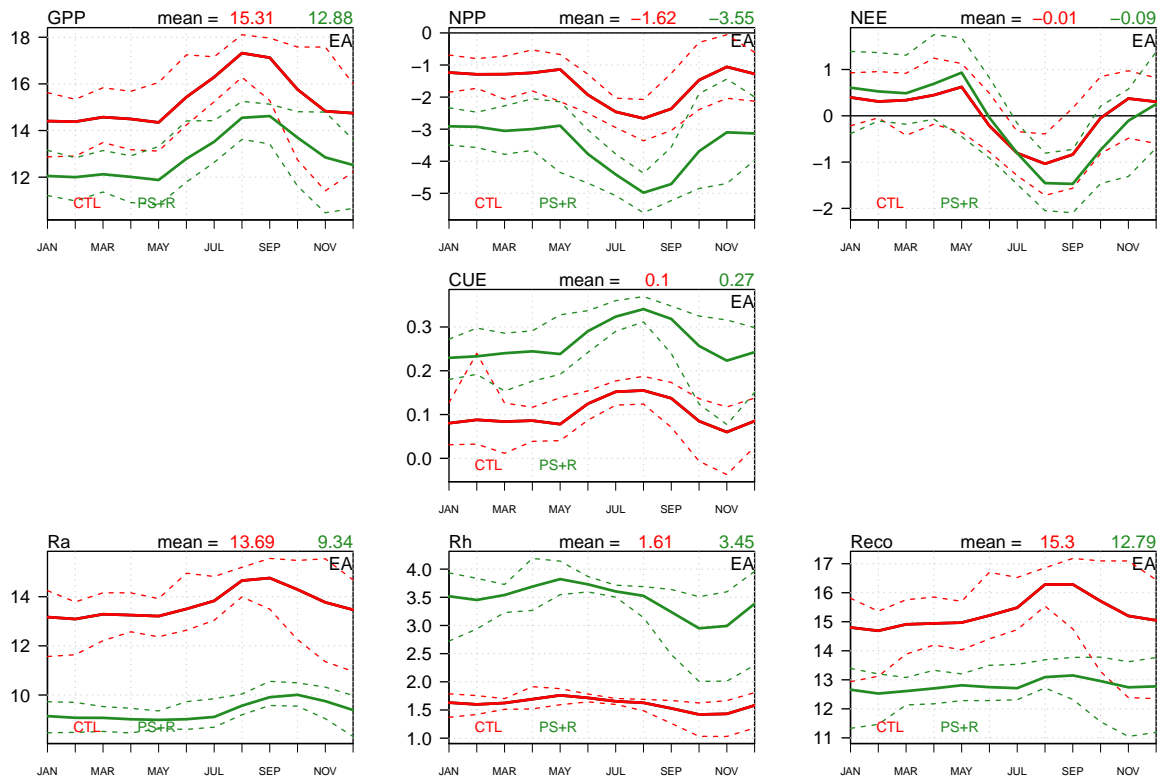 GPP mean = 15.31 12.88
EA
18
16
14
12
CTL PS+R
JAN MAR MAY JUL SEP NOV
NPP mean = −1.62 −3.55
EA
0
−1
−2
−3
−4
−5
CTL PS+R
JAN MAR MAY JUL SEP NOV
NEE mean = −0.01 −0.09
EA
1
0
−1
−2
CTL PS+R
JAN MAR MAY JUL SEP NOV
CUE mean = 0.1 0.27
EA
0.3
0.2
0.1
0.0
CTL PS+R
JAN MAR MAY JUL SEP NOV
Ra mean = 13.69 9.34
EA
14
12
10
CTL PS+R
JAN MAR MAY JUL SEP NOV
Rh mean = 1.61 3.45
EA
4.0
3.5
3.0
2.5
2.0
1.5
1.0
CTL PS+R
JAN MAR MAY JUL SEP NOV
Reco mean = 15.3 12.79
EA
17
16
15
14
13
12
11
CTL PS+R
JAN MAR MAY JUL SEP NOV